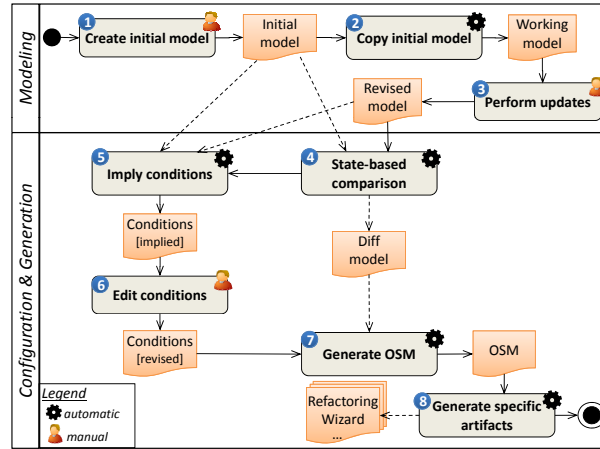 Modeling
1
Create initial model
Initial
model
2
Copy initial model
Working
model
3
Perform updates
Revised
model
Configuration & Generation
5
Imply conditions
4
State-based
comparison
Conditions
[implied]
Diff
model
6
Edit conditions
Conditions
[revised]
7
Generate OSM
OSM
8
Generate specific
artifacts
Refactoring
Wizard
...
Legend
automatic
manual